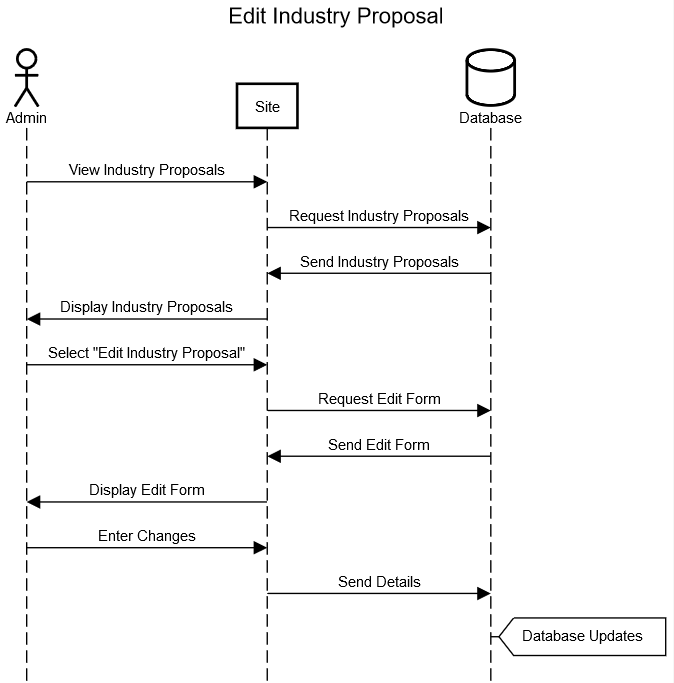 Edit Industry Proposal
Admin
Site
Database
View Industry Proposals
Request Industry Proposals
Send Industry Proposals
Display Industry Proposals
Select "Edit Industry Proposal"
Request Edit Form
Send Edit Form
Display Edit Form
Enter Changes
Send Details
Database Updates